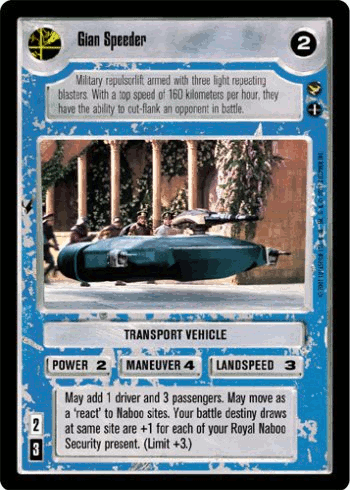 Gian Speeder
2
Military repulsorlift armed with three light repeating
blasters. With a top speed of 160 kilometers per hour, they
have the ability to out-flank an opponent in battle.
TRANSPORT VEHICLE
POWER 2 MANEUVER 4 LANDSPEED 3
May add 1 driver and 3 passengers. May move as
a 'react' to Naboo sites. Your battle destiny draws
at same site are +1 for each of your Royal Naboo
Security present. (Limit +3.)
2
3